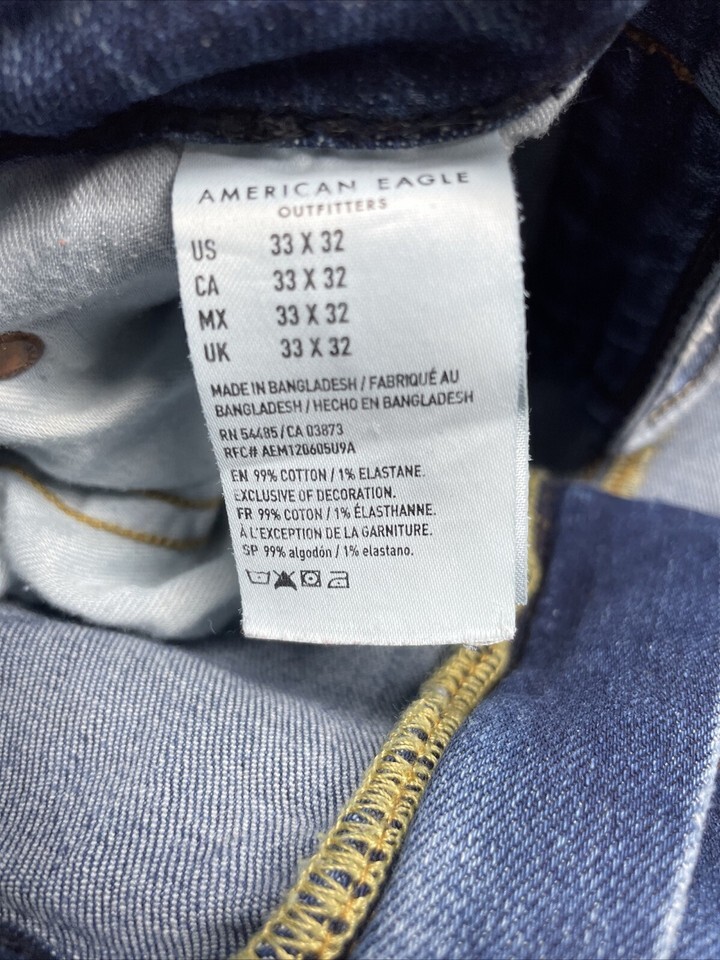 AMERICAN EAGLE
OUTFITTERS
US 33 X 32
CA 33 X 32
MX 33 X 32
UK 33 X 32
MADE IN BANGLADESH / FABRIQUÉ AU
BANGLADESH / HECHO EN BANGLADESH
RN 54485 / CA 03873
RFC# AEM120605U9A
EN 99% COTTON / 1% ELASTANE.
EXCLUSIVE OF DECORATION.
FR 99% COTON / 1% ÉLASTHANNE.
À L'EXCEPTION DE LA GARNITURE.
SP 99% algodón / 1% elastano.